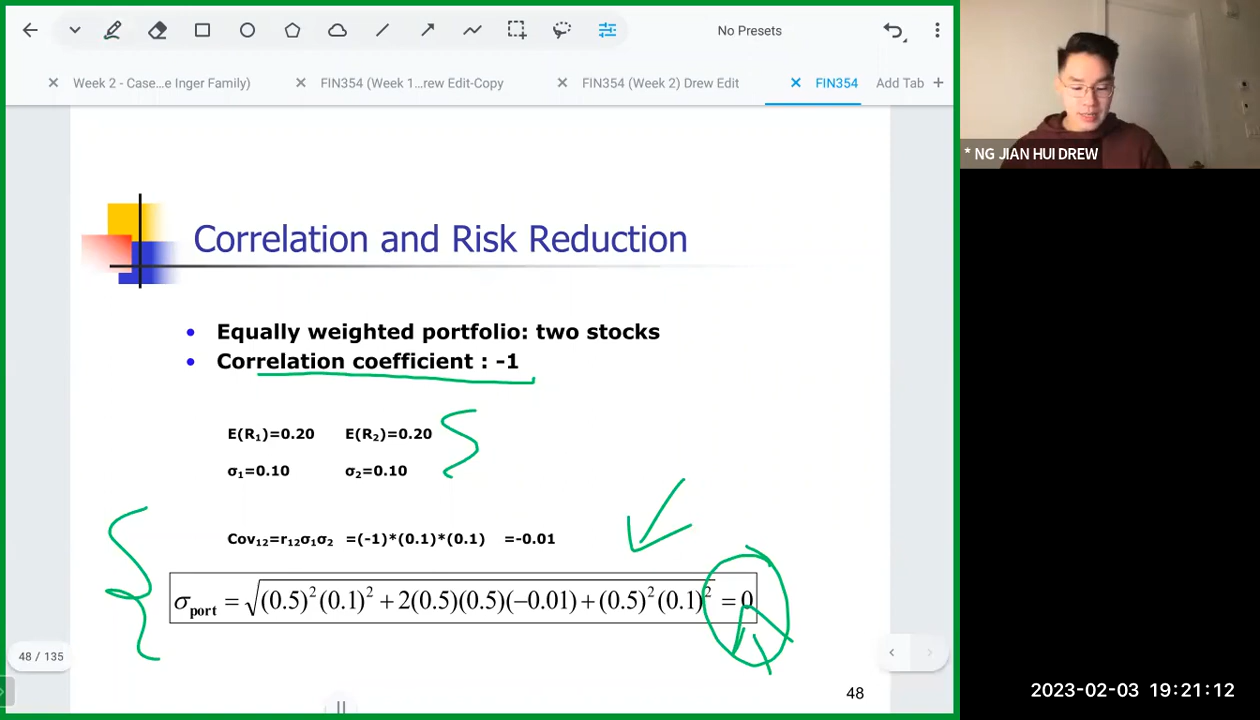 No Presets
Week 2 - Case...e Inger Family)
FIN354 (Week 1...rew Edit-Copy
FIN354 (Week 2) Drew Edit
FIN354
Add Tab +
* NG JIAN HUI DREW
Correlation and Risk Reduction
• Equally weighted portfolio: two stocks
• Correlation coefficient : -1
E(R₁)=0.20 E(R₂)=0.20
σ₁=0.10 σ₂=0.10
Cov₁₂=r₁₂σ₁σ₂ =(-1)*(0.1)*(0.1) =-0.01
σport = √(0.5)²(0.1)² + 2(0.5)(0.5)(−0.01) + (0.5)²(0.1)² = 0
48 / 135
48
2023-02-03 19:21:12